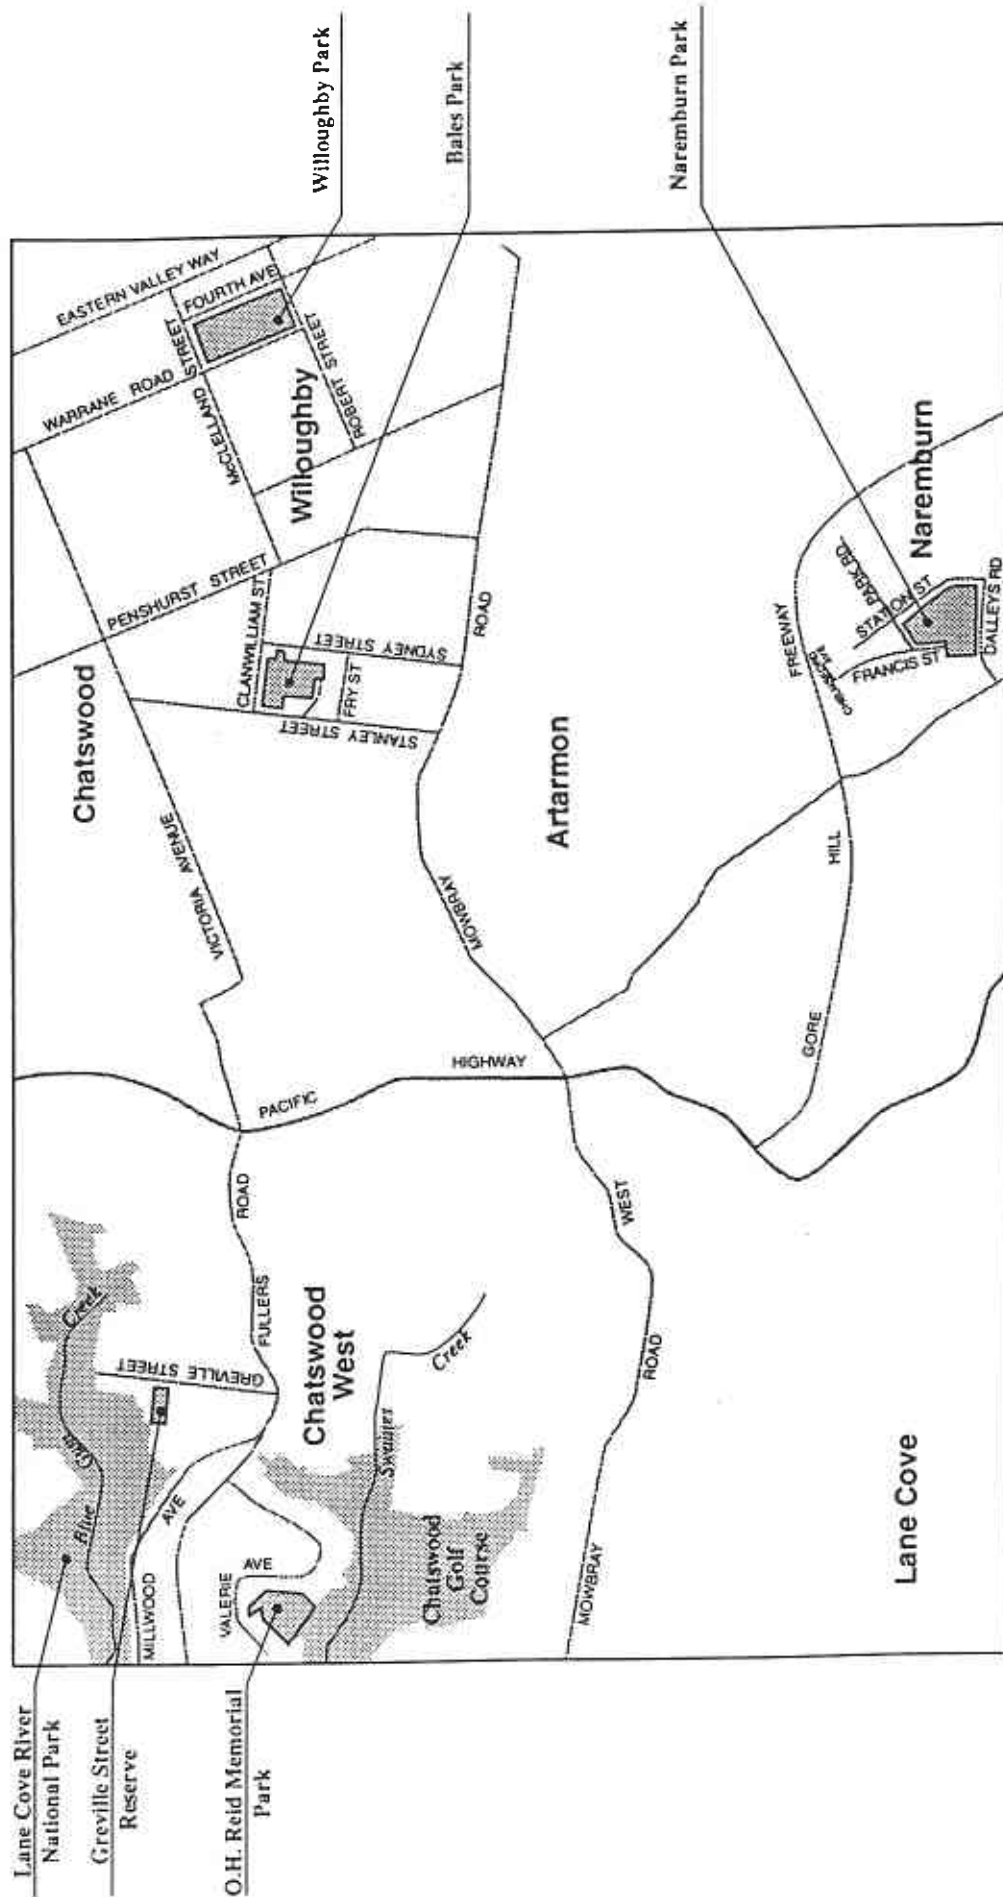 Lane Cove River
National Park
Greville Street
Reserve
O.H. Reid Memorial
Park
Willoughby Park
Bales Park
Naremburn Park
EASTERN VALLEY WAY
FOURTH AVE
WARRANE ROAD
McCLELLAND STREET
ROBERT STREET
Willoughby
PENSHURST STREET
CLANWILLIAM ST
SYDNEY STREET
FRY ST
STANLEY STREET
Chatswood
VICTORIA AVENUE
MOWBRAY
ROAD
Artarmon
Naremburn
FREEWAY
PARK RD.
STATION ST
FRANCIS ST
DALLEYS RD
HILL
GORE
PACIFIC
HIGHWAY
ROAD
FULLERS
GREVILLE STREET
Chatswood
West
Blue
Gum
Creek
MILLWOOD
AVE
VALERIE
AVE
Swaines
Creek
Chatswood
Golf
Course
WEST
ROAD
MOWBRAY
Lane Cove